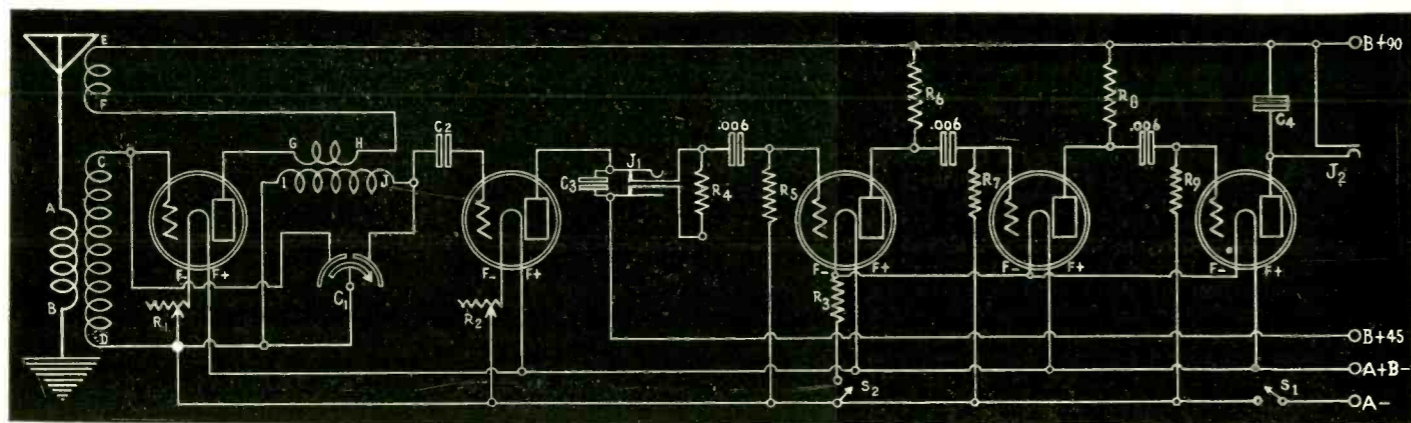 E
B+90
F
R6
R8
C4
C2
.006
.006
.006
G H
J1
J2
C
I J
C3
R4
R5
R7
R9
A
F- F+
F- F+
F- F+
F- F+
F- F+
B
R1
C1
R2
R3
D
B+45
A+B-
S2
S1
A-